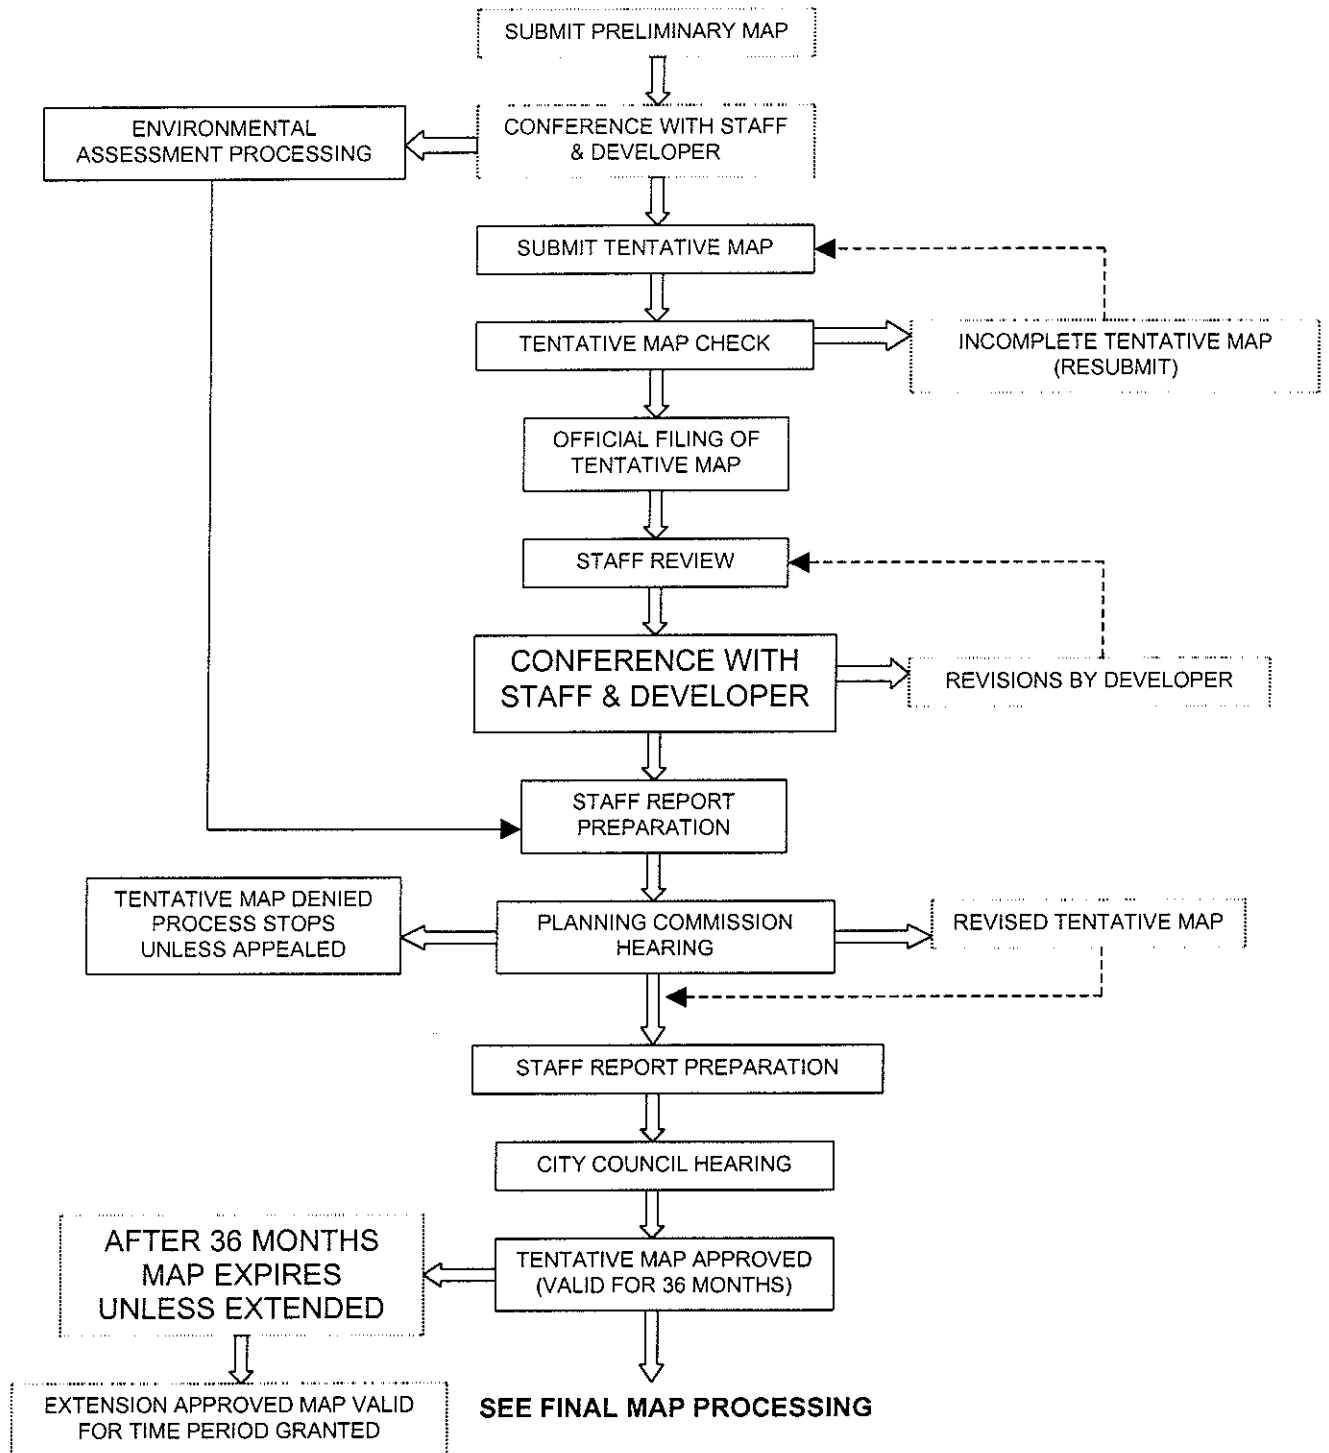 SUBMIT PRELIMINARY MAP
ENVIRONMENTAL
ASSESSMENT PROCESSING
CONFERENCE WITH STAFF
& DEVELOPER
SUBMIT TENTATIVE MAP
TENTATIVE MAP CHECK
INCOMPLETE TENTATIVE MAP
(RESUBMIT)
OFFICIAL FILING OF
TENTATIVE MAP
STAFF REVIEW
CONFERENCE WITH
STAFF & DEVELOPER
REVISIONS BY DEVELOPER
STAFF REPORT
PREPARATION
TENTATIVE MAP DENIED
PROCESS STOPS
UNLESS APPEALED
PLANNING COMMISSION
HEARING
REVISED TENTATIVE MAP
STAFF REPORT PREPARATION
CITY COUNCIL HEARING
AFTER 36 MONTHS
MAP EXPIRES
UNLESS EXTENDED
TENTATIVE MAP APPROVED
(VALID FOR 36 MONTHS)
EXTENSION APPROVED MAP VALID
FOR TIME PERIOD GRANTED
SEE FINAL MAP PROCESSING